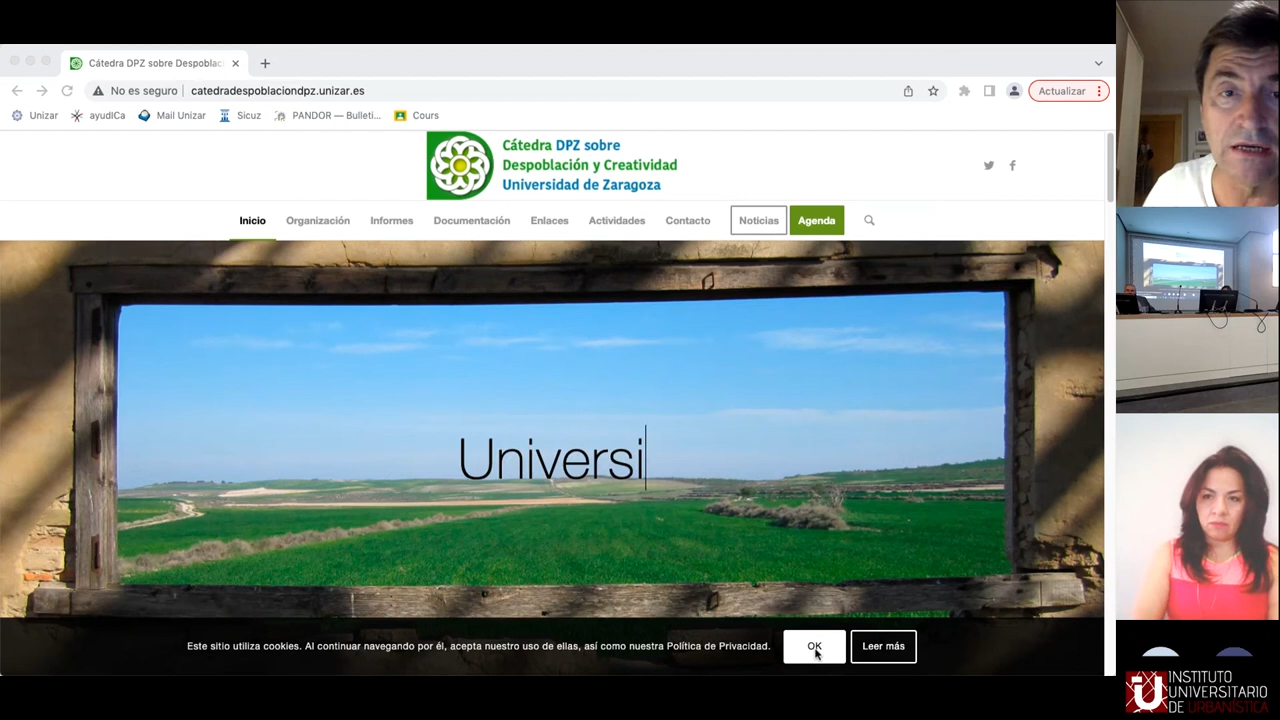 Cátedra DPZ sobre Despoblaci
No es seguro
catedradespoblaciondpz.unizar.es
Actualizar
Unizar
ayudICa
Mail Unizar
Sicuz
PANDOR — Bulleti...
Cours
Cátedra DPZ sobre
Despoblación y Creatividad
Universidad de Zaragoza
Inicio
Organización
Informes
Documentación
Enlaces
Actividades
Contacto
Noticias
Agenda
Universi
Este sitio utiliza cookies. Al continuar navegando por él, acepta nuestro uso de ellas, así como nuestra Política de Privacidad.
OK
Leer más
INSTITUTO
UNIVERSITARIO
DE URBANÍSTICA